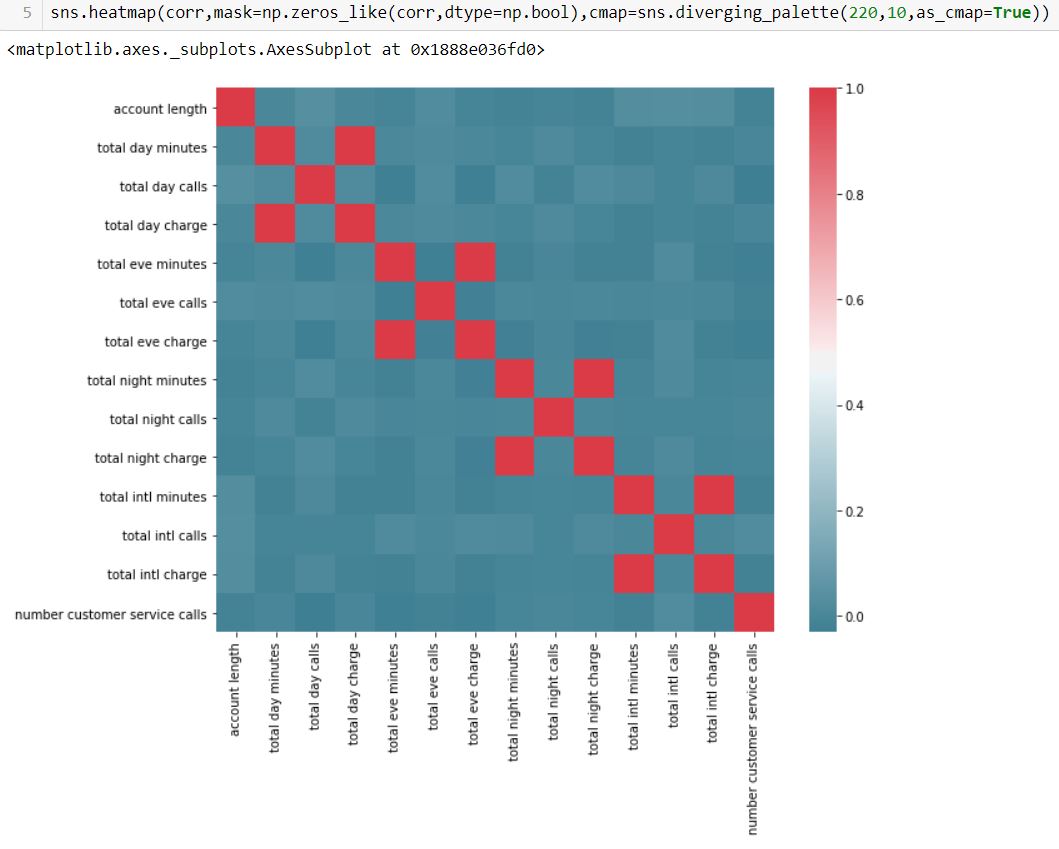 5 sns.heatmap(corr,mask=np.zeros_like(corr,dtype=np.bool),cmap=sns.diverging_palette(220,10,as_cmap=True))
<matplotlib.axes._subplots.AxesSubplot at 0x1888e036fd0>
account length
total day minutes
total day calls
total day charge
total eve minutes
total eve calls
total eve charge
total night minutes
total night calls
total night charge
total intl minutes
total intl calls
total intl charge
number customer service calls
account length
total day minutes
total day calls
total day charge
total eve minutes
total eve calls
total eve charge
total night minutes
total night calls
total night charge
total intl minutes
total intl calls
total intl charge
number customer service calls
1.0
0.8
0.6
0.4
0.2
0.0